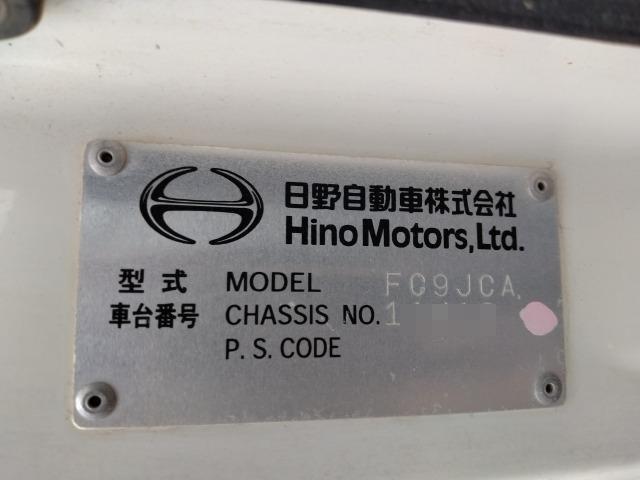 日野自動車株式会社
Hino Motors, Ltd.
型式 MODEL FC9JCA
車台番号 CHASSIS NO. 1
P. S. CODE